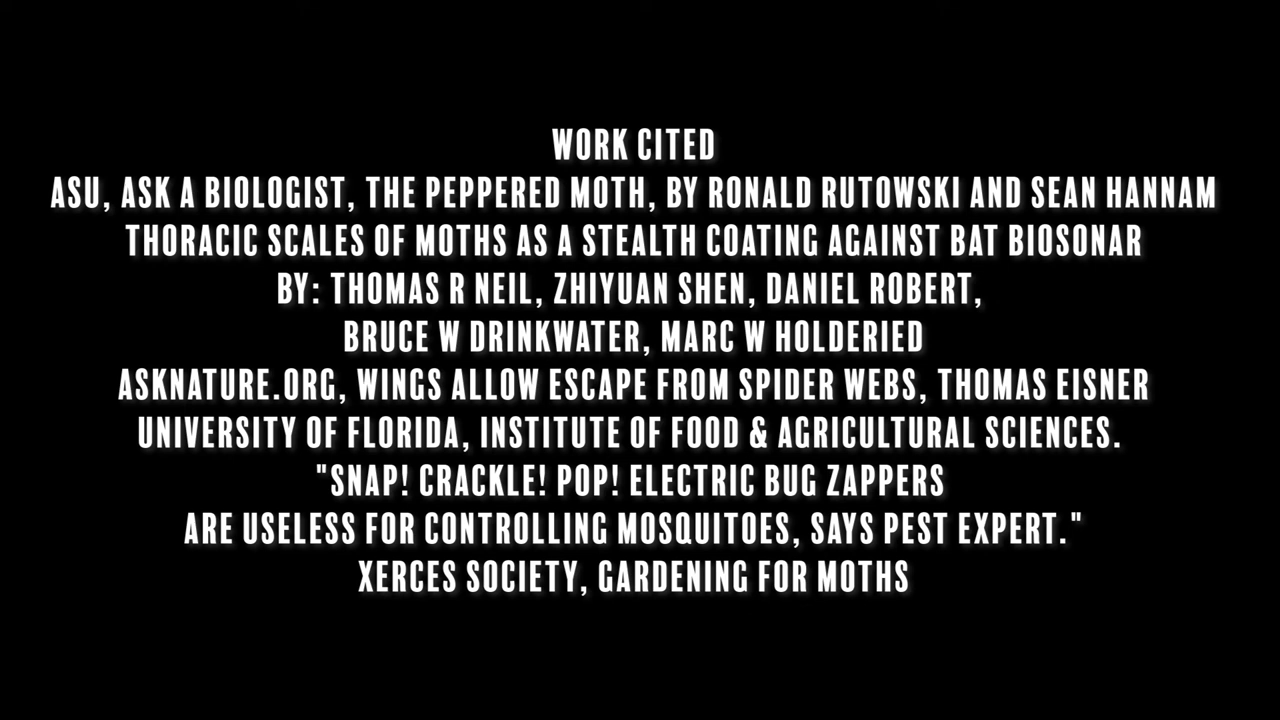 WORK CITED
ASU, ASK A BIOLOGIST, THE PEPPERED MOTH, BY RONALD RUTOWSKI AND SEAN HANNAM
THORACIC SCALES OF MOTHS AS A STEALTH COATING AGAINST BAT BIOSONAR
BY: THOMAS R NEIL, ZHIYUAN SHEN, DANIEL ROBERT,
BRUCE W DRINKWATER, MARC W HOLDERIED
ASKNATURE.ORG, WINGS ALLOW ESCAPE FROM SPIDER WEBS, THOMAS EISNER
UNIVERSITY OF FLORIDA, INSTITUTE OF FOOD & AGRICULTURAL SCIENCES.
"SNAP! CRACKLE! POP! ELECTRIC BUG ZAPPERS
ARE USELESS FOR CONTROLLING MOSQUITOES, SAYS PEST EXPERT."
XERCES SOCIETY, GARDENING FOR MOTHS